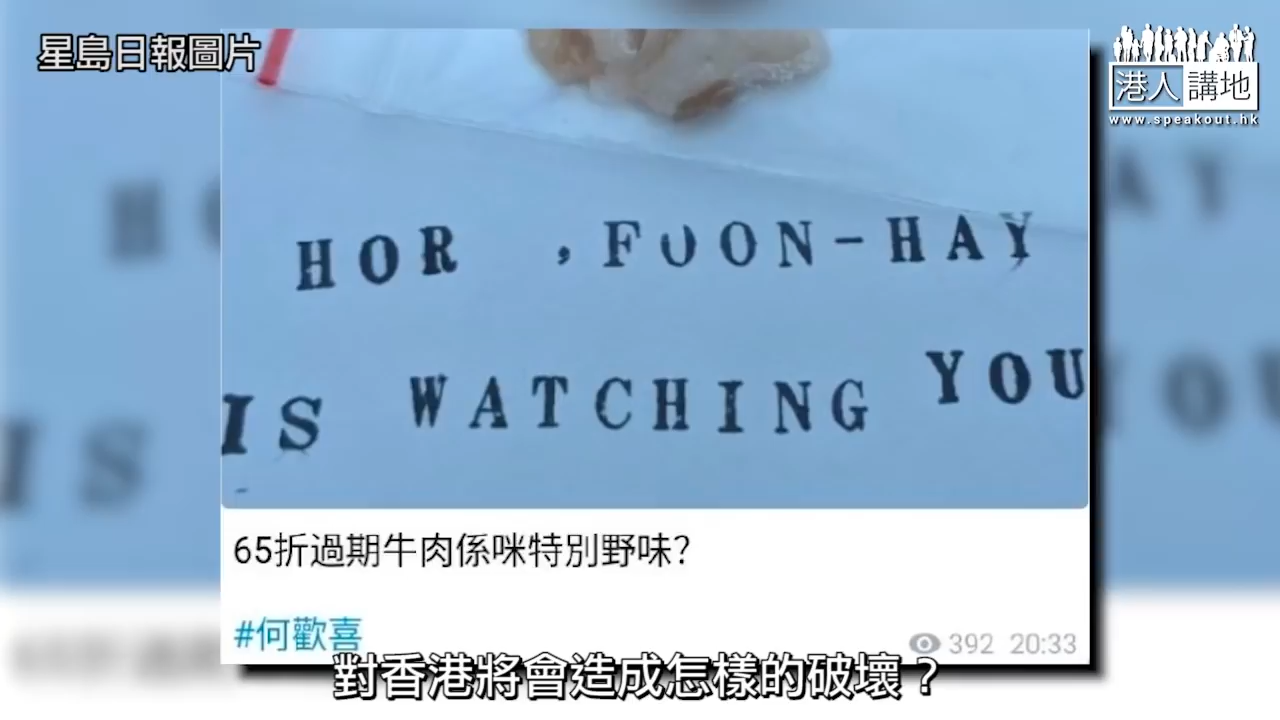 星島日報圖片
港人講地
www.speakout.hk
HOR ,FUON-HAY
IS WATCHING YOU
65折過期牛肉係咪特別野味?
#何歡喜
392 20:33
對香港將會造成怎樣的破壞？